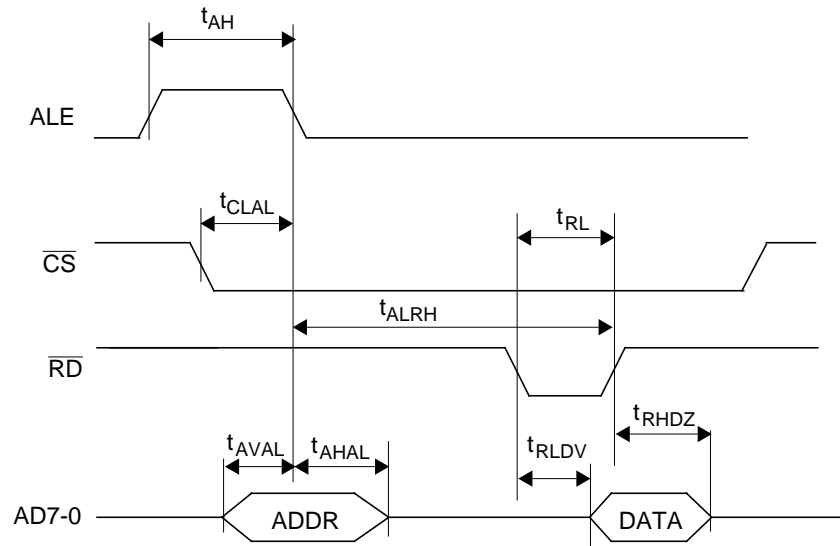 tAH
ALE
tCLAL
tRL
CS
tALRH
RD
tRHDZ
tAVAL
tAHAL
tRLDV
AD7-0
ADDR
DATA